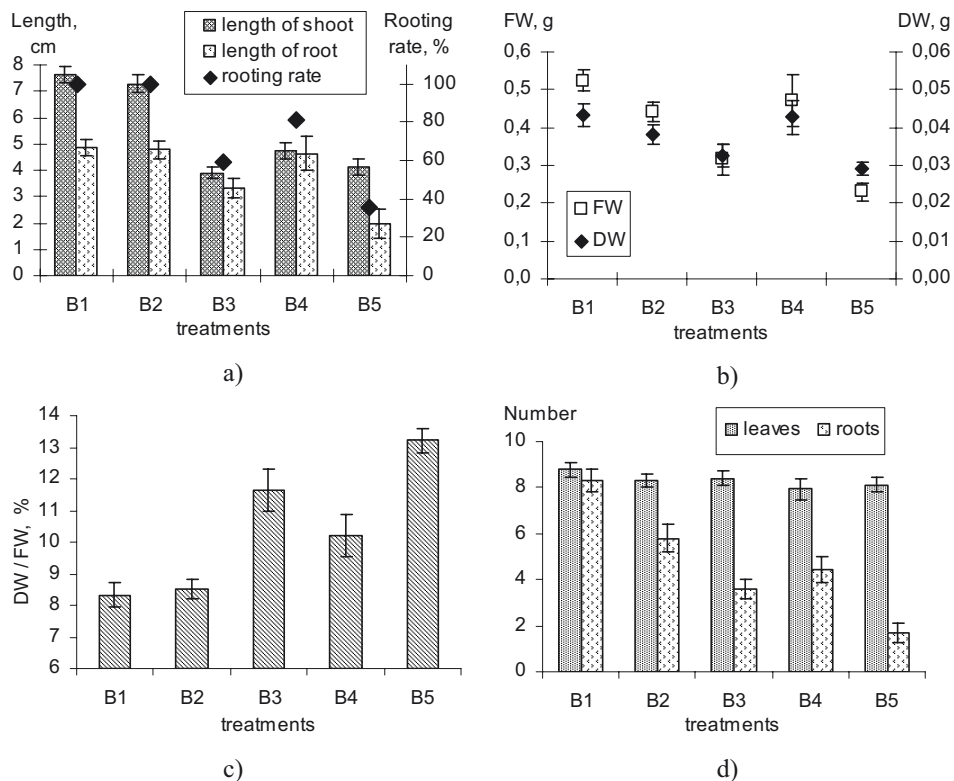 Length,
cm
length of shoot
length of root
rooting rate
Rooting
rate, %
8
7
6
5
4
3
2
1
0
100
80
60
40
20
0
B1 B2 B3 B4 B5
treatments
a)
FW, g
DW, g
0,6
0,5
0,4
0,3
0,2
0,1
0,0
0,06
0,05
0,04
0,03
0,02
0,01
0,00
FW
DW
B1 B2 B3 B4 B5
treatments
b)
DW / FW, %
14
13
12
11
10
9
8
7
6
B1 B2 B3 B4 B5
treatments
c)
Number
leaves roots
10
8
6
4
2
0
B1 B2 B3 B4 B5
treatments
d)